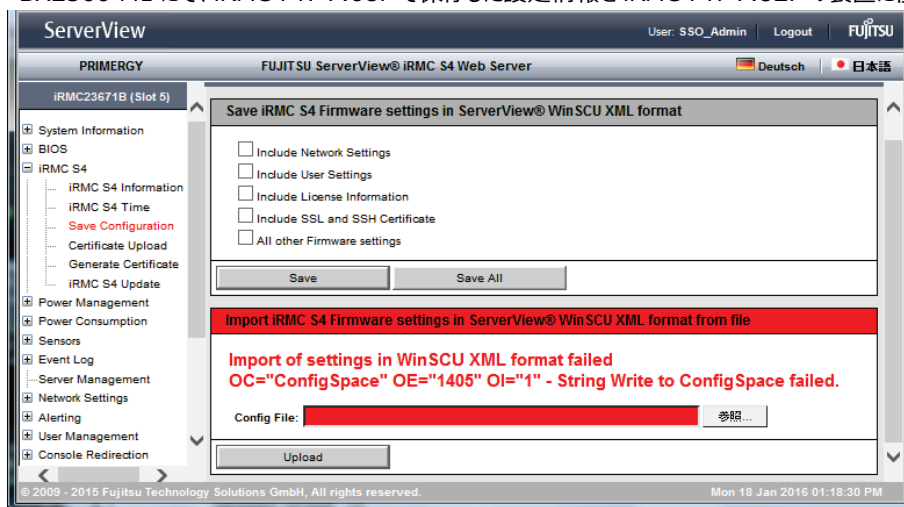 ServerView
User: SSO_Admin
Logout
FUJITSU
PRIMERGY
FUJITSU ServerView® iRMC S4 Web Server
Deutsch
日本語
iRMC23671B (Slot 5)
System Information
BIOS
iRMC S4
iRMC S4 Information
iRMC S4 Time
Save Configuration
Certificate Upload
Generate Certificate
iRMC S4 Update
Power Management
Power Consumption
Sensors
Event Log
Server Management
Network Settings
Alerting
User Management
Console Redirection
Save iRMC S4 Firmware settings in ServerView® WinSCU XML format
Include Network Settings
Include User Settings
Include License Information
Include SSL and SSH Certificate
All other Firmware settings
Save
Save All
Import iRMC S4 Firmware settings in ServerView® WinSCU XML format from file
Import of settings in WinSCU XML format failed
OC="ConfigSpace" OE="1405" OI="1" - String Write to ConfigSpace failed.
Config File:
参照...
Upload
© 2009 - 2015 Fujitsu Technology Solutions GmbH, All rights reserved.
Mon 18 Jan 2016 01:18:30 PM